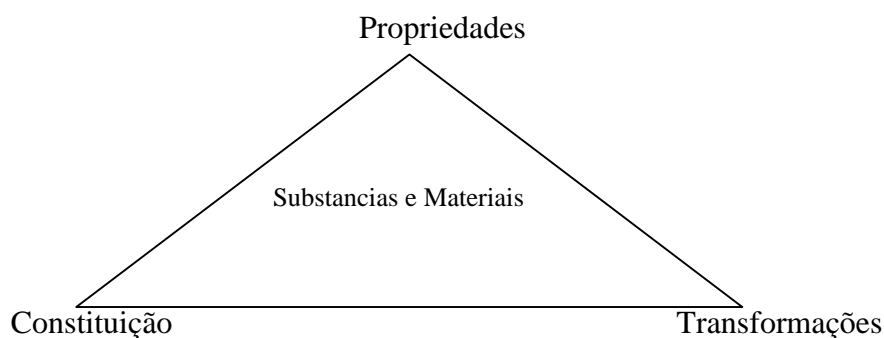 Propriedades
Substancias e Materiais
Constituição
Transformações